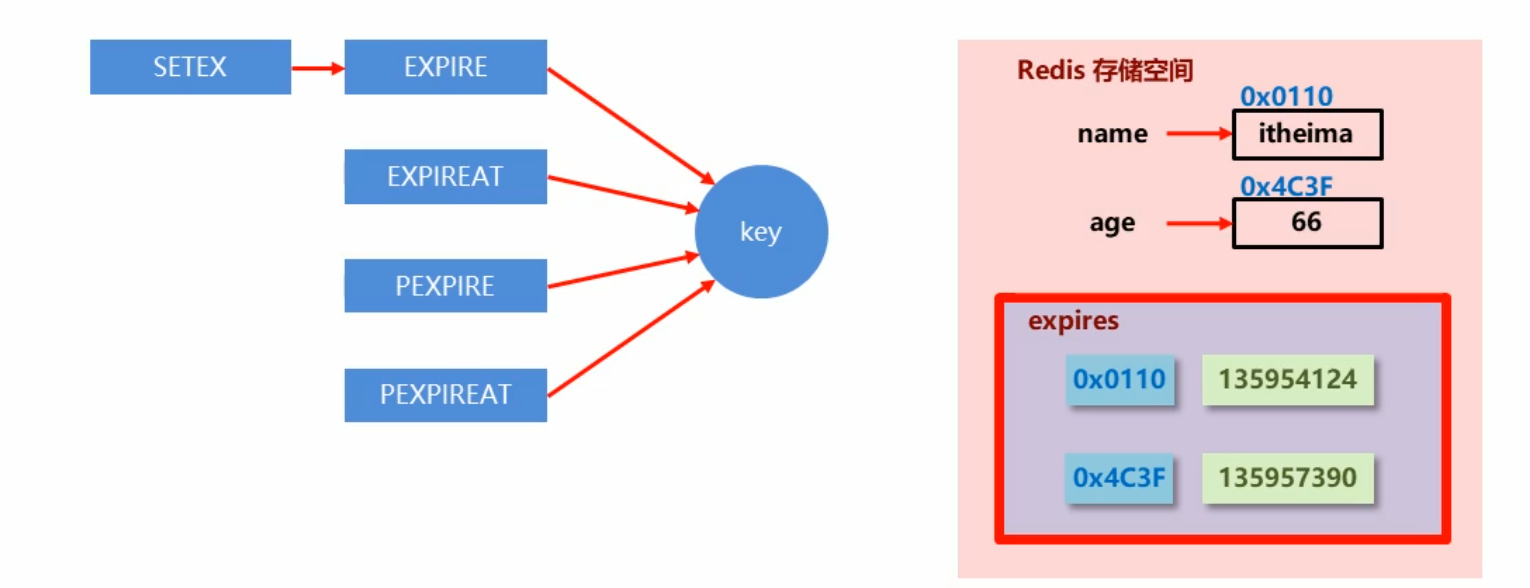 SETEX
EXPIRE
EXPIREAT
PEXPIRE
PEXPIREAT
key
Redis 存储空间
0x0110
name
itheima
0x4C3F
age
66
expires
0x0110
135954124
0x4C3F
135957390